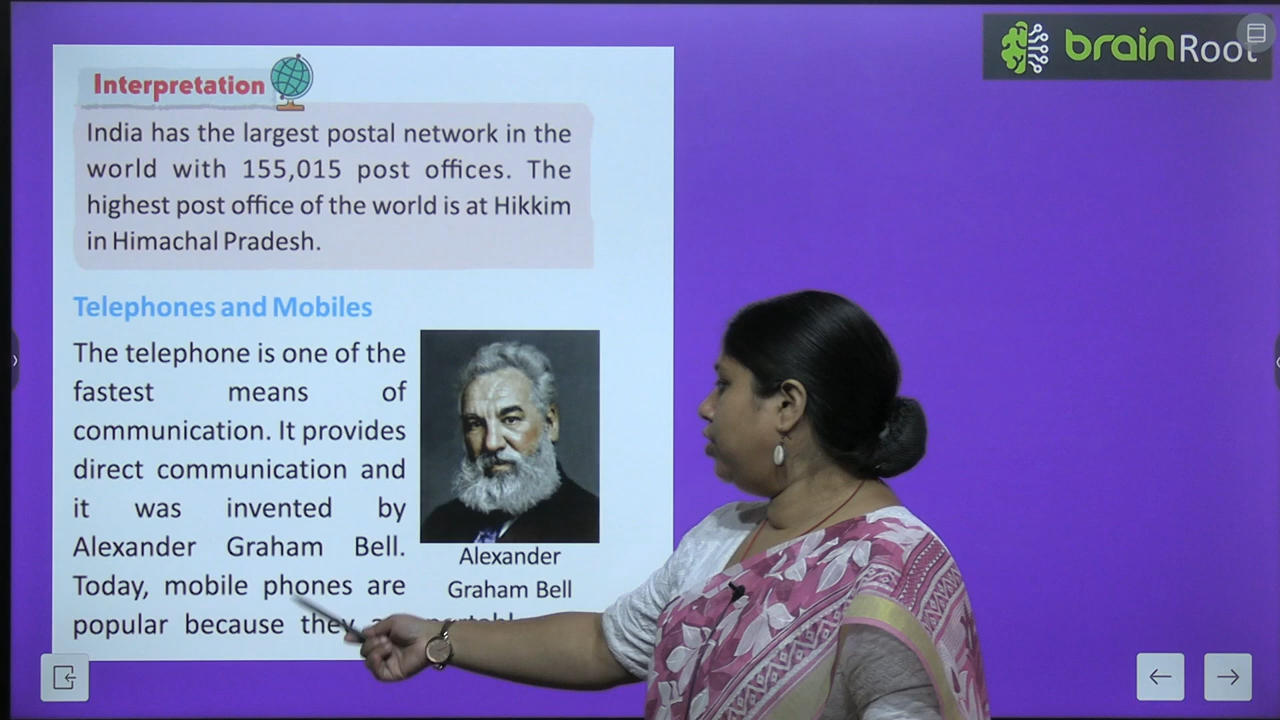 brainRoot
Interpretation
India has the largest postal network in the
world with 155,015 post offices. The
highest post office of the world is at Hikkim
in Himachal Pradesh.
Telephones and Mobiles
The telephone is one of the
fastest means of
communication. It provides
direct communication and
it was invented by
Alexander Graham Bell.
Today, mobile phones are
popular because they
Alexander
Graham Bell